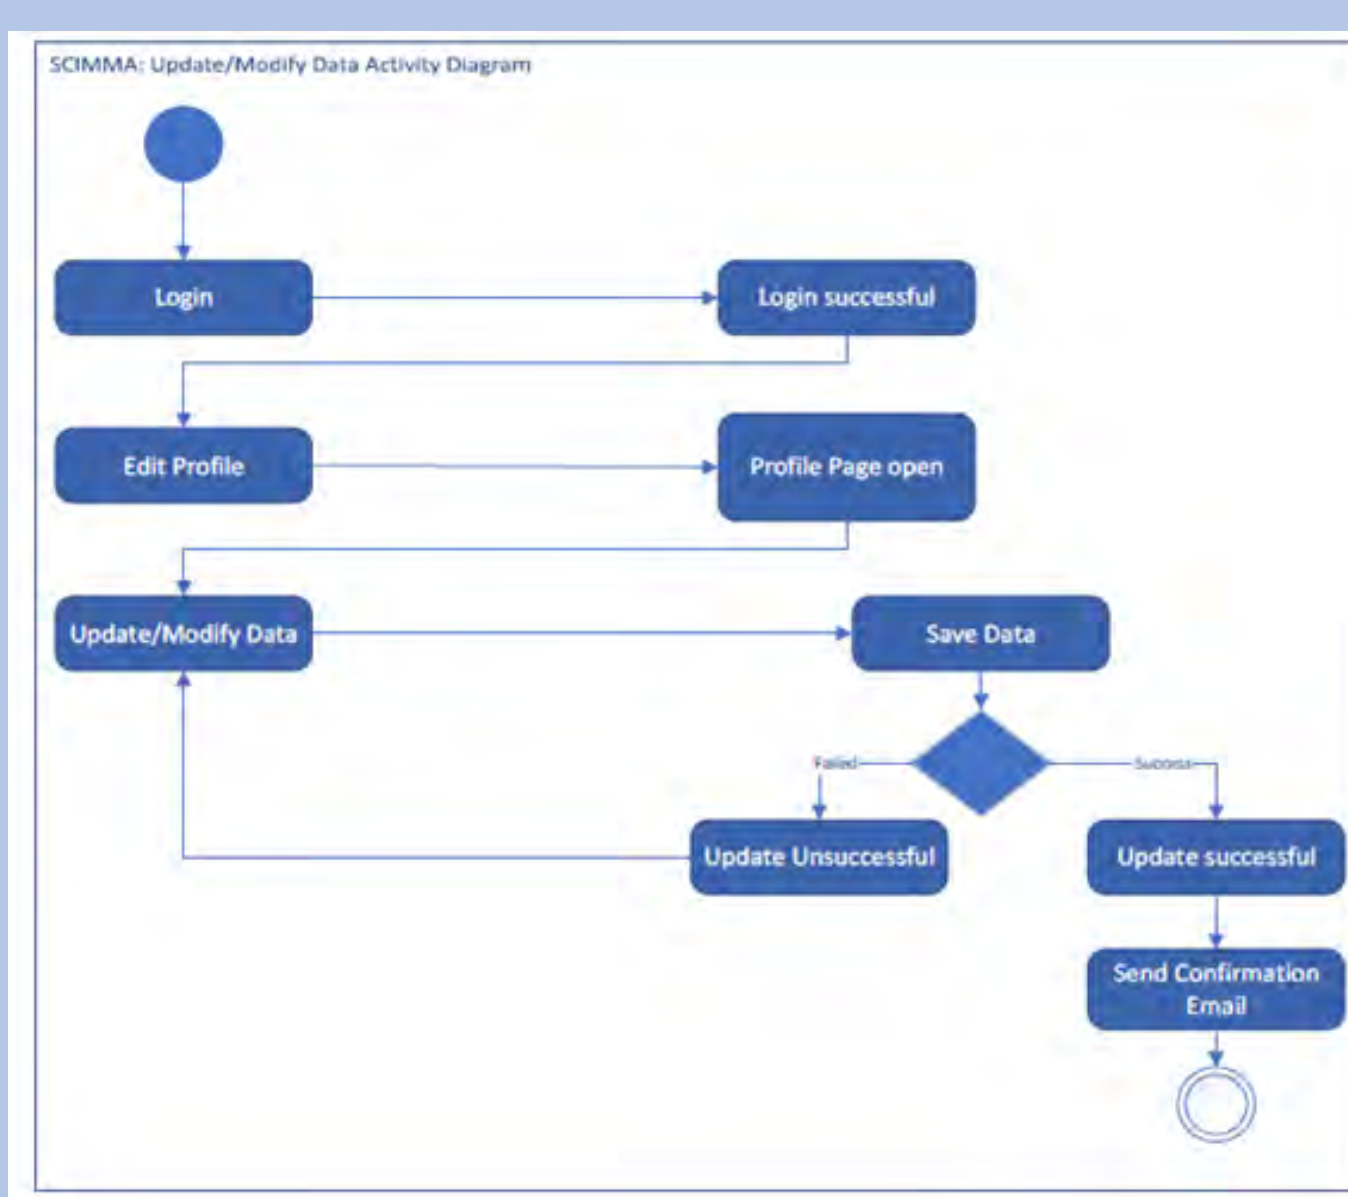 SCIMMA: Update/Modify Data Activity Diagram
Login
Login successful
Edit Profile
Profile Page open
Update/Modify Data
Save Data
Failed
Success
Update Unsuccessful
Update successful
Send Confirmation
Email